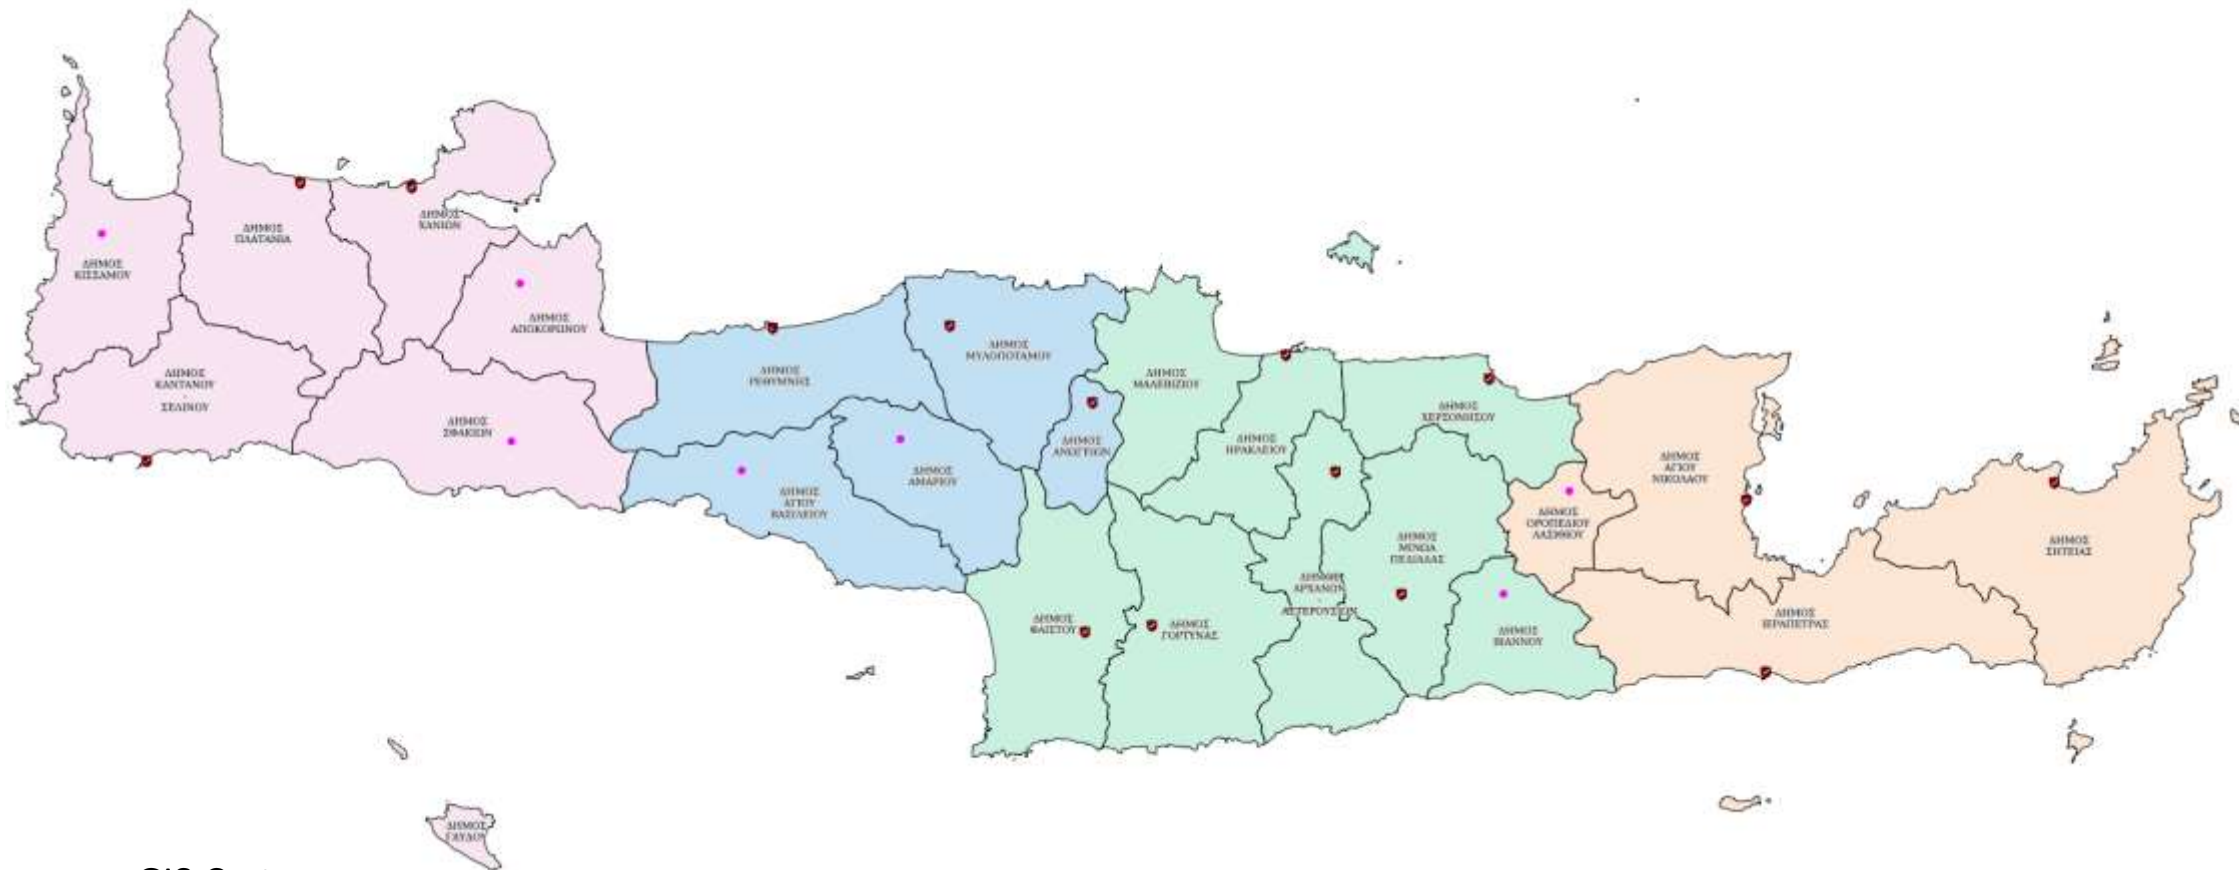 ΔΗΜΟΣ
ΧΑΝΙΩΝ
ΔΗΜΟΣ
ΠΛΑΤΑΝΙΑ
ΔΗΜΟΣ
ΚΙΣΣΑΜΟΥ
ΔΗΜΟΣ
ΑΠΟΚΟΡΩΝΟΥ
ΔΗΜΟΣ
ΚΑΝΤΑΝΟΥ
-
ΣΕΛΙΝΟΥ
ΔΗΜΟΣ
ΣΦΑΚΙΩΝ
ΔΗΜΟΣ
ΡΕΘΥΜΝΗΣ
ΔΗΜΟΣ
ΜΥΛΟΠΟΤΑΜΟΥ
ΔΗΜΟΣ
ΑΝΩΓΕΙΩΝ
ΔΗΜΟΣ
ΑΜΑΡΙΟΥ
ΔΗΜΟΣ
ΑΓΙΟΥ
ΒΑΣΙΛΕΙΟΥ
ΔΗΜΟΣ
ΜΑΛΕΒΙΖΙΟΥ
ΔΗΜΟΣ
ΗΡΑΚΛΕΙΟΥ
ΔΗΜΟΣ
ΧΕΡΣΟΝΗΣΟΥ
ΔΗΜΟΣ
ΑΓΙΟΥ
ΝΙΚΟΛΑΟΥ
ΔΗΜΟΣ
ΟΡΟΠΕΔΙΟΥ
ΛΑΣΙΘΙΟΥ
ΔΗΜΟΣ
ΜΙΝΩΑ
ΠΕΔΙΑΔΑΣ
ΔΗΜΟΣ
ΣΗΤΕΙΑΣ
ΔΗΜΟΣ
ΑΡΧΑΝΩΝ
-
ΑΣΤΕΡΟΥΣΙΩΝ
ΔΗΜΟΣ
ΦΑΙΣΤΟΥ
ΔΗΜΟΣ
ΓΟΡΤΥΝΑΣ
ΔΗΜΟΣ
ΒΙΑΝΝΟΥ
ΔΗΜΟΣ
ΙΕΡΑΠΕΤΡΑΣ
ΔΗΜΟΣ
ΓΑΥΔΟΥ